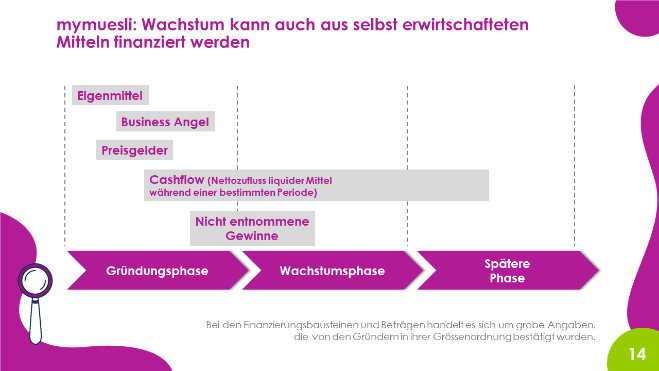 mymuesli: Wachstum kann auch aus selbst erwirtschafteten
Mitteln finanziert werden
Eigenmittel
Business Angel
Preisgelder
Cashflow (Nettozufluss liquider Mittel
während einer bestimmten Periode)
Nicht entnommene
Gewinne
Gründungsphase
Wachstumsphase
Spätere
Phase
Bei den Finanzierungsbausteinen und Beträgen handelt es sich um grobe Angaben,
die von den Gründern in ihrer Grössenordnung bestätigt wurden.
14